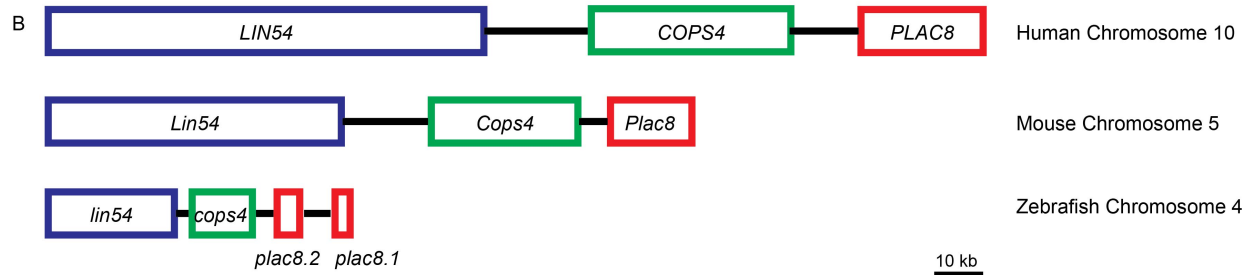 B
LIN54 COPS4 PLAC8 Human Chromosome 10
Lin54 Cops4 Plac8 Mouse Chromosome 5
lin54 cops4 Zebrafish Chromosome 4
plac8.2 plac8.1
10 kb